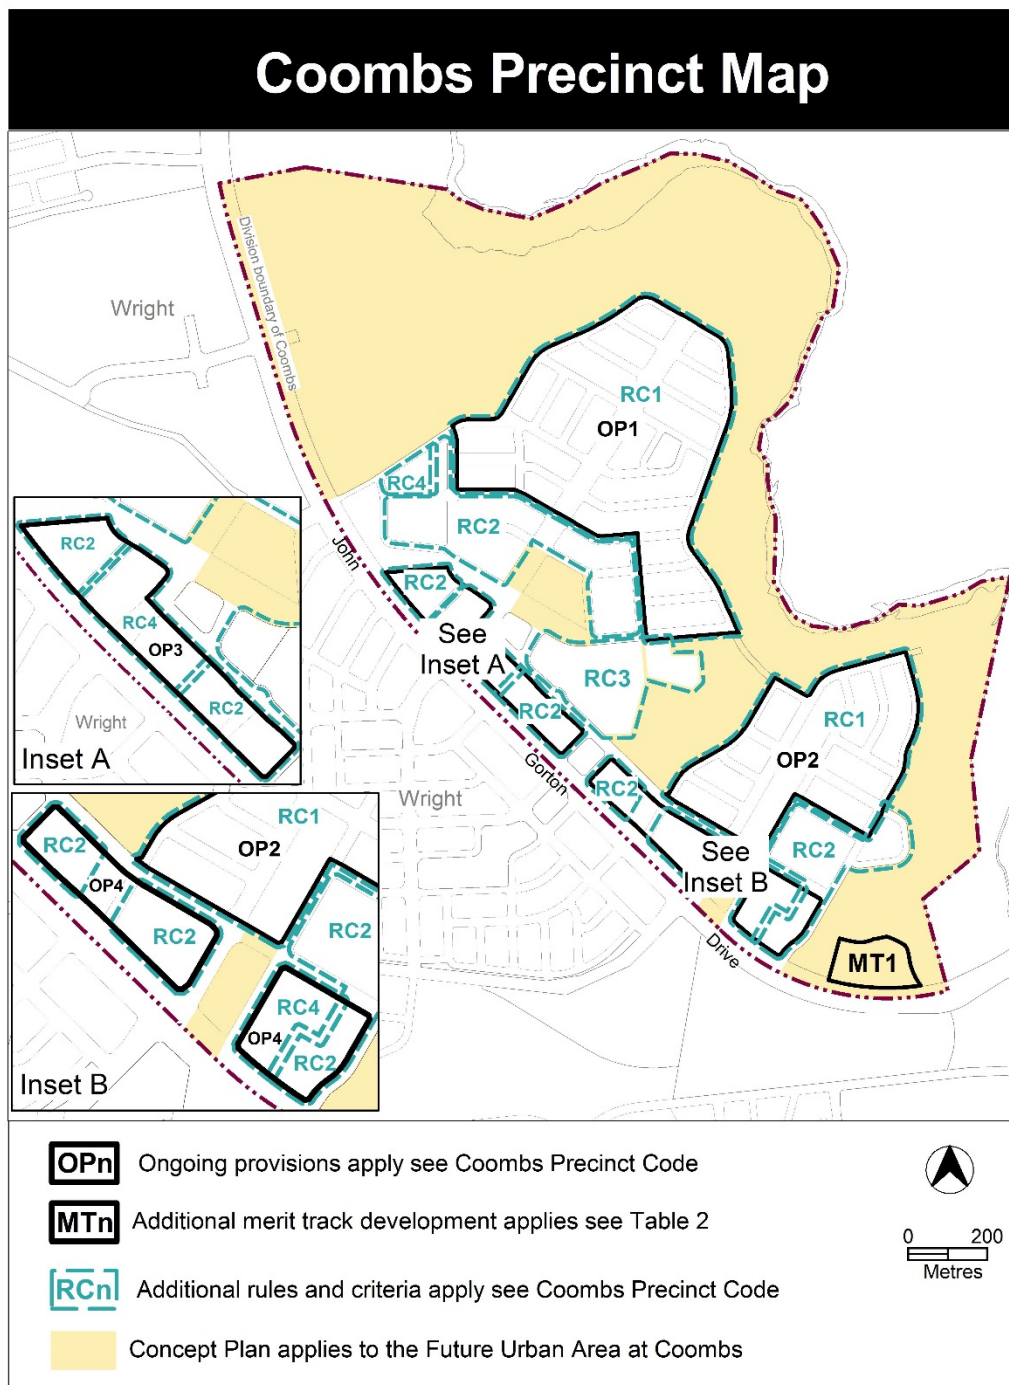 Coombs Precinct Map
Wright
Division boundary of Coombs
RC1
OP1
RC4
RC2
John
RC2
See
Inset A
RC3
RC2
Gorton
RC1
OP2
RC2
Wright
RC2
See
Inset B
Drive
MT1
RC2
RC4
OP3
RC2
Wright
Inset A
RC1
OP2
RC2
OP4
RC2
RC2
RC4
OP4
RC2
Inset B
OPn Ongoing provisions apply see Coombs Precinct Code
MTn Additional merit track development applies see Table 2
RCn Additional rules and criteria apply see Coombs Precinct Code
Concept Plan applies to the Future Urban Area at Coombs
0 200
Metres